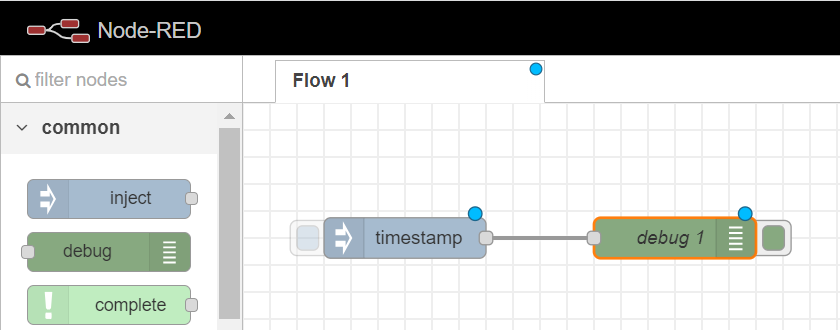 Node-RED
filter nodes
Flow 1
common
inject
debug
complete
timestamp
debug 1